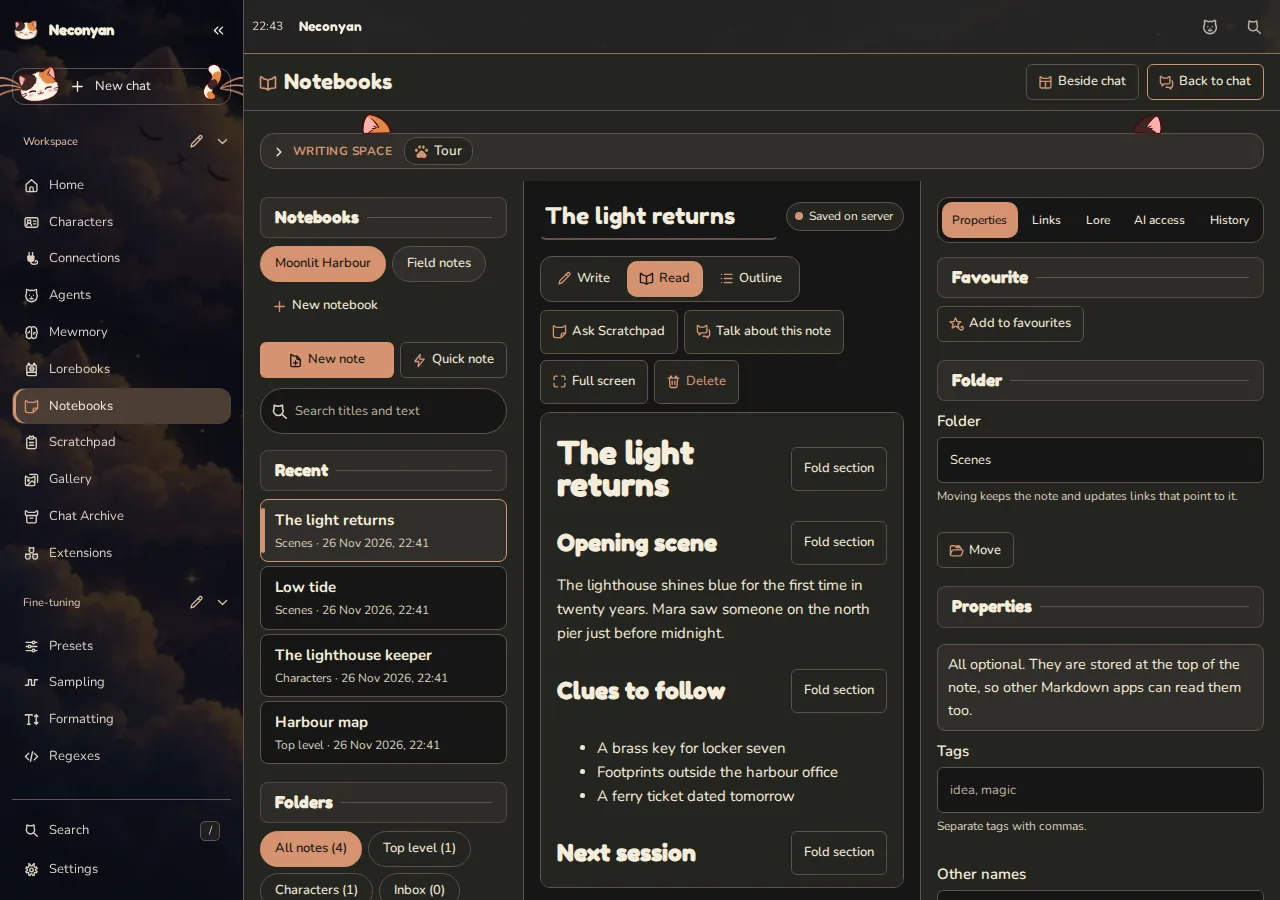 Neconyan
22:43 Neconyan
New chat
Workspace
Home
Characters
Connections
Agents
Mewmory
Lorebooks
Notebooks
Scratchpad
Gallery
Chat Archive
Extensions
Fine-tuning
Presets
Sampling
Formatting
Regexes
Search /
Settings
Notebooks
Beside chat
Back to chat
WRITING SPACE
Tour
Notebooks
Moonlit Harbour
Field notes
New notebook
New note
Quick note
Search titles and text
Recent
The light returns
Scenes · 26 Nov 2026, 22:41
Low tide
Scenes · 26 Nov 2026, 22:41
The lighthouse keeper
Characters · 26 Nov 2026, 22:41
Harbour map
Top level · 26 Nov 2026, 22:41
Folders
All notes (4)
Top level (1)
Characters (1)
Inbox (0)
The light returns
Saved on server
Write
Read
Outline
Ask Scratchpad
Talk about this note
Full screen
Delete
The light
returns
Fold section
Opening scene
Fold section
The lighthouse shines blue for the first time in
twenty years. Mara saw someone on the north
pier just before midnight.
Clues to follow
Fold section
A brass key for locker seven
Footprints outside the harbour office
A ferry ticket dated tomorrow
Next session
Fold section
Properties
Links
Lore
AI access
History
Favourite
Add to favourites
Folder
Folder
Scenes
Moving keeps the note and updates links that point to it.
Move
Properties
All optional. They are stored at the top of the
note, so other Markdown apps can read them
too.
Tags
idea, magic
Separate tags with commas.
Other names